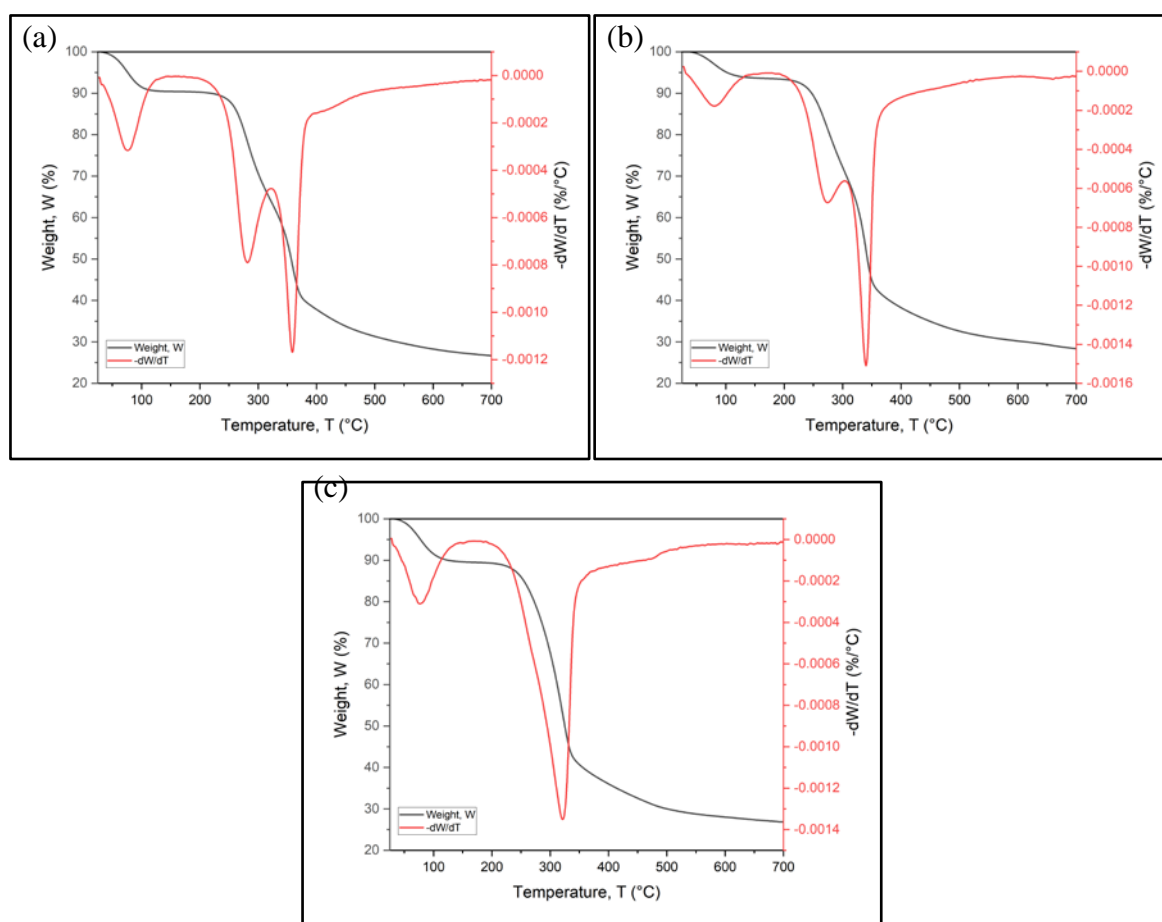 (a)
100
90
80
70
60
50
40
30
20
Weight, W (%)
0.0000
-0.0002
-0.0004
-0.0006
-0.0008
-0.0010
-0.0012
-dW/dT (%/°C)
Weight, W
-dW/dT
100 200 300 400 500 600 700
Temperature, T (°C)
(b)
100
90
80
70
60
50
40
30
20
Weight, W (%)
0.0000
-0.0002
-0.0004
-0.0006
-0.0008
-0.0010
-0.0012
-0.0014
-0.0016
-dW/dT (%/°C)
Weight, W
-dW/dT
100 200 300 400 500 600 700
Temperature, T (°C)
(c)
100
90
80
70
60
50
40
30
20
Weight, W (%)
0.0000
-0.0002
-0.0004
-0.0006
-0.0008
-0.0010
-0.0012
-0.0014
-dW/dT (%/°C)
Weight, W
-dW/dT
100 200 300 400 500 600 700
Temperature, T (°C)